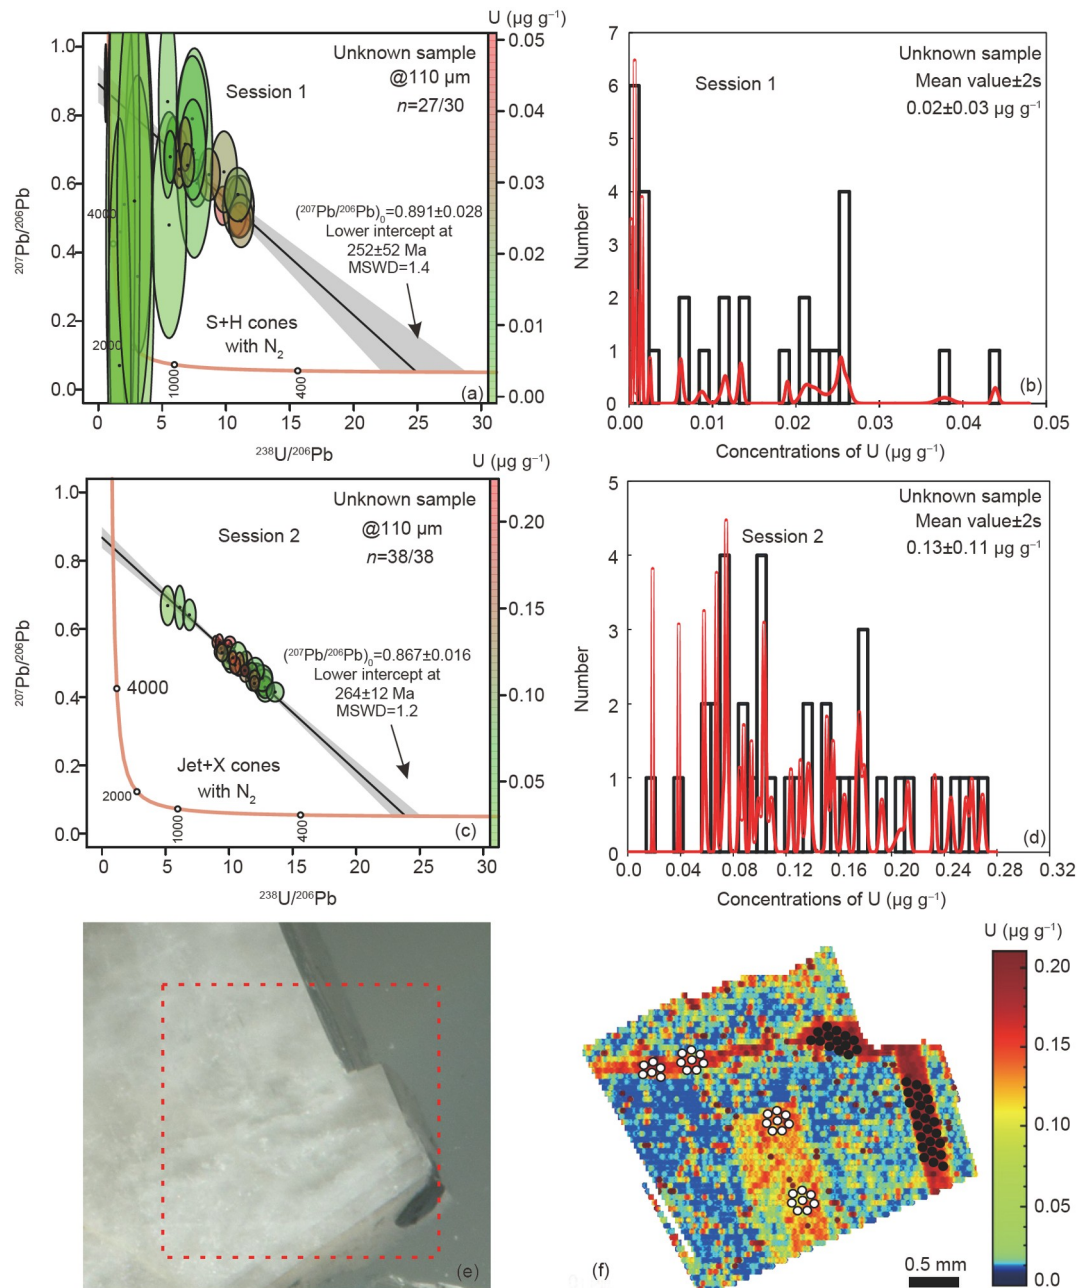 U (µg g⁻¹)
Unknown sample
@110 µm
n=27/30
Session 1
(²⁰⁷Pb/²⁰⁶Pb)₀=0.891±0.028
Lower intercept at
252±52 Ma
MSWD=1.4
S+H cones
with N₂
4000
2000
1000
400
(a)
1.0
0.8
0.6
0.4
0.2
0.0
²⁰⁷Pb/²⁰⁶Pb
0 5 10 15 20 25 30
²³⁸U/²⁰⁶Pb
0.05
0.04
0.03
0.02
0.01
0.00
Unknown sample
Mean value±2s
0.02±0.03 µg g⁻¹
Session 1
(b)
7
6
5
4
3
2
1
0
Number
0.00 0.01 0.02 0.03 0.04 0.05
Concentrations of U (µg g⁻¹)
U (µg g⁻¹)
Unknown sample
@110 µm
n=38/38
Session 2
(²⁰⁷Pb/²⁰⁶Pb)₀=0.867±0.016
Lower intercept at
264±12 Ma
MSWD=1.2
Jet+X cones
with N₂
4000
2000
1000
400
(c)
1.0
0.8
0.6
0.4
0.2
0.0
²⁰⁷Pb/²⁰⁶Pb
0 5 10 15 20 25 30
²³⁸U/²⁰⁶Pb
0.20
0.15
0.10
0.05
Unknown sample
Mean value±2s
0.13±0.11 µg g⁻¹
Session 2
(d)
5
4
3
2
1
0
Number
0.0 0.04 0.08 0.12 0.16 0.20 0.24 0.28 0.32
Concentrations of U (µg g⁻¹)
(e)
U (µg g⁻¹)
0.20
0.15
0.10
0.05
0.0
0.5 mm
(f)